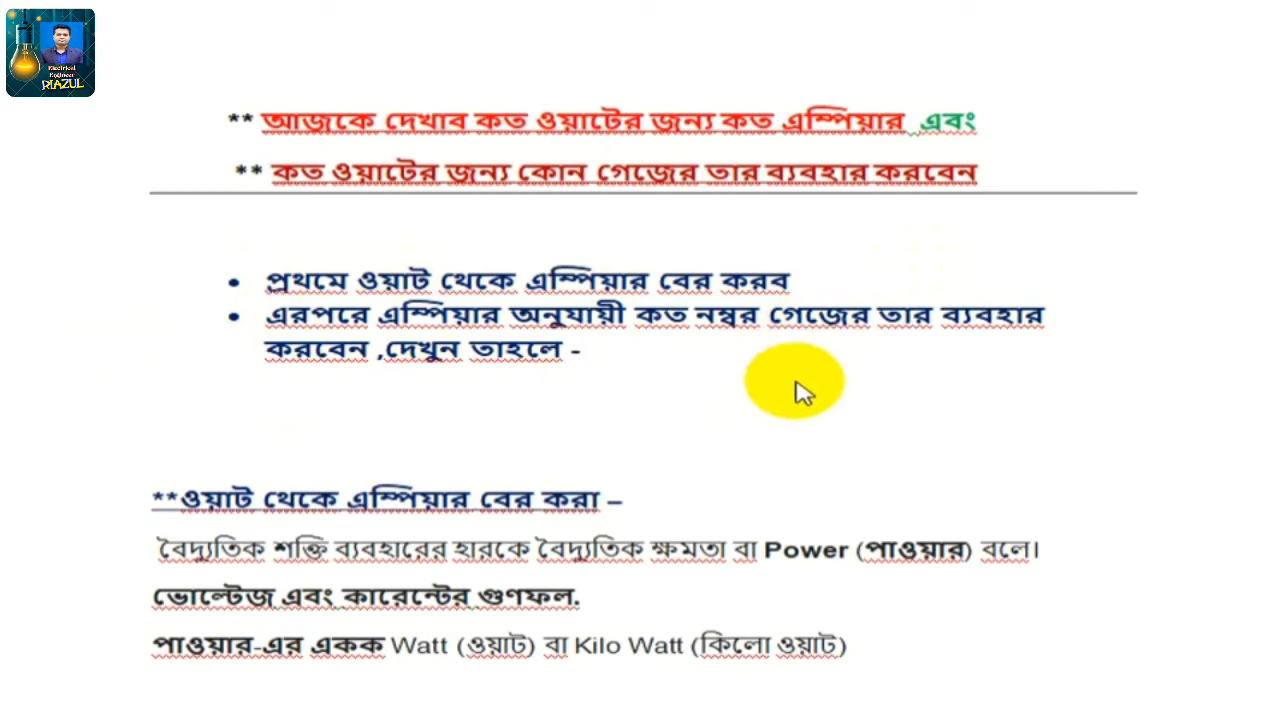 Electrical
Engineer
RIAZUL
** আজকে দেখাব কত ওয়াটের জন্য কত এম্পিয়ার এবং
** কত ওয়াটের জন্য কোন গেজের তার ব্যবহার করবেন
• প্রথমে ওয়াট থেকে এম্পিয়ার বের করব
• এরপরে এম্পিয়ার অনুযায়ী কত নম্বর গেজের তার ব্যবহার
করবেন ,দেখুন তাহলে -
**ওয়াট থেকে এম্পিয়ার বের করা –
বৈদ্যুতিক শক্তি ব্যবহারের হারকে বৈদ্যুতিক ক্ষমতা বা Power (পাওয়ার) বলে।
ভোল্টেজ এবং কারেন্টের গুণফল.
পাওয়ার-এর একক Watt (ওয়াট) বা Kilo Watt (কিলো ওয়াট)